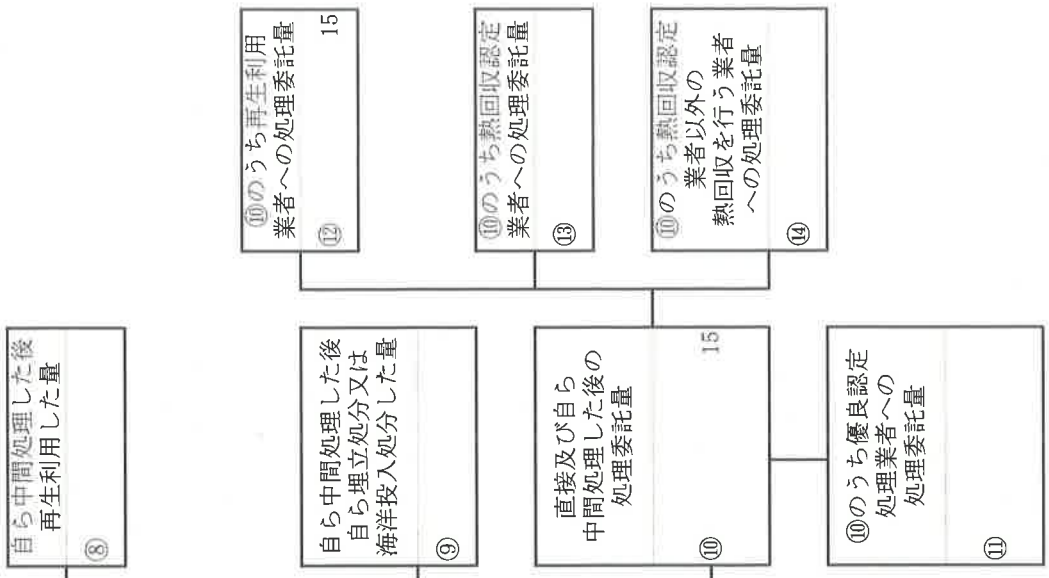 自ら中間処理した後
再生利用した量
⑧
自ら中間処理した後
自ら埋立処分又は
海洋投入処分した量
⑨
直接及び自ら
中間処理した後の
処理委託量
⑩
15
⑩のうち優良認定
処理業者への
処理委託量
⑪
⑩のうち再生利用
業者への処理委託量
⑫
15
⑩のうち熱回収認定
業者への処理委託量
⑬
⑩のうち熱回収認定
業者以外の
熱回収を行う業者
への処理委託量
⑭